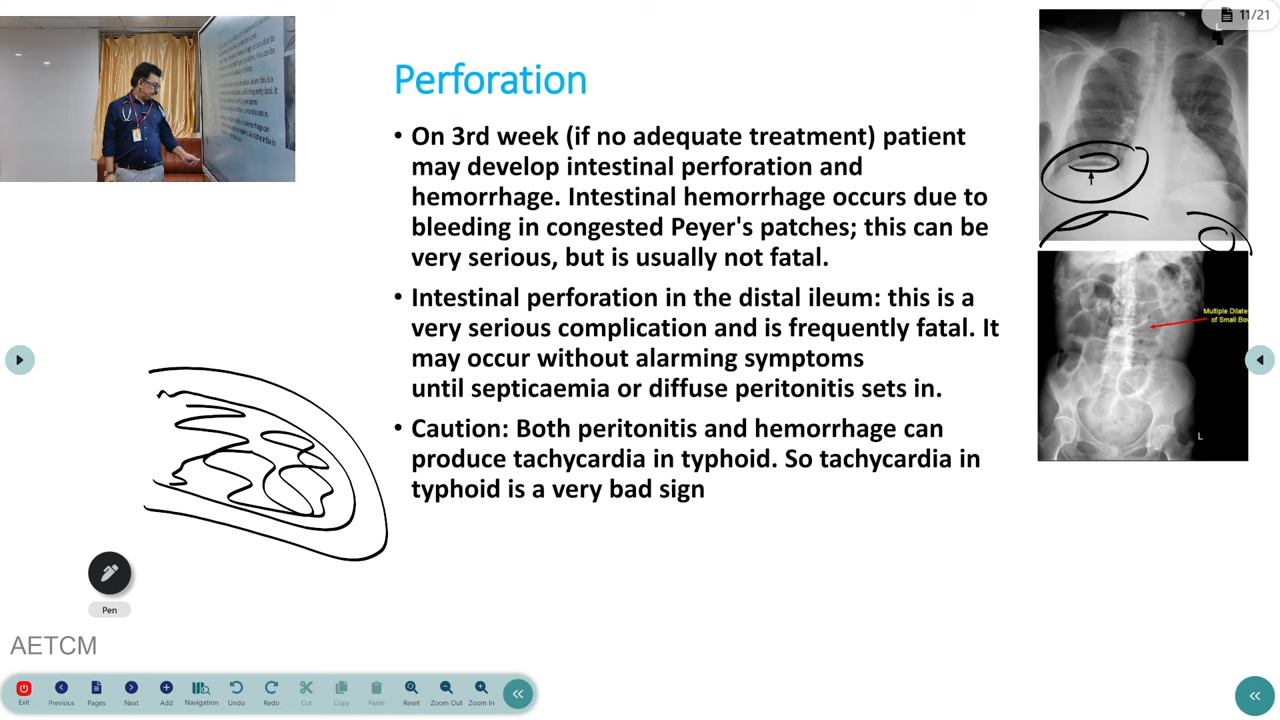 11/21
Perforation
• On 3rd week (if no adequate treatment) patient
may develop intestinal perforation and
hemorrhage. Intestinal hemorrhage occurs due to
bleeding in congested Peyer's patches; this can be
very serious, but is usually not fatal.
• Intestinal perforation in the distal ileum: this is a
very serious complication and is frequently fatal. It
may occur without alarming symptoms
until septicaemia or diffuse peritonitis sets in.
• Caution: Both peritonitis and hemorrhage can
produce tachycardia in typhoid. So tachycardia in
typhoid is a very bad sign
Multiple Dilate
of Small Bow
L
Pen
AETCM
Exit Previous Pages Next Add Navigation Undo Redo Cut Copy Paste Reset Zoom Out Zoom In